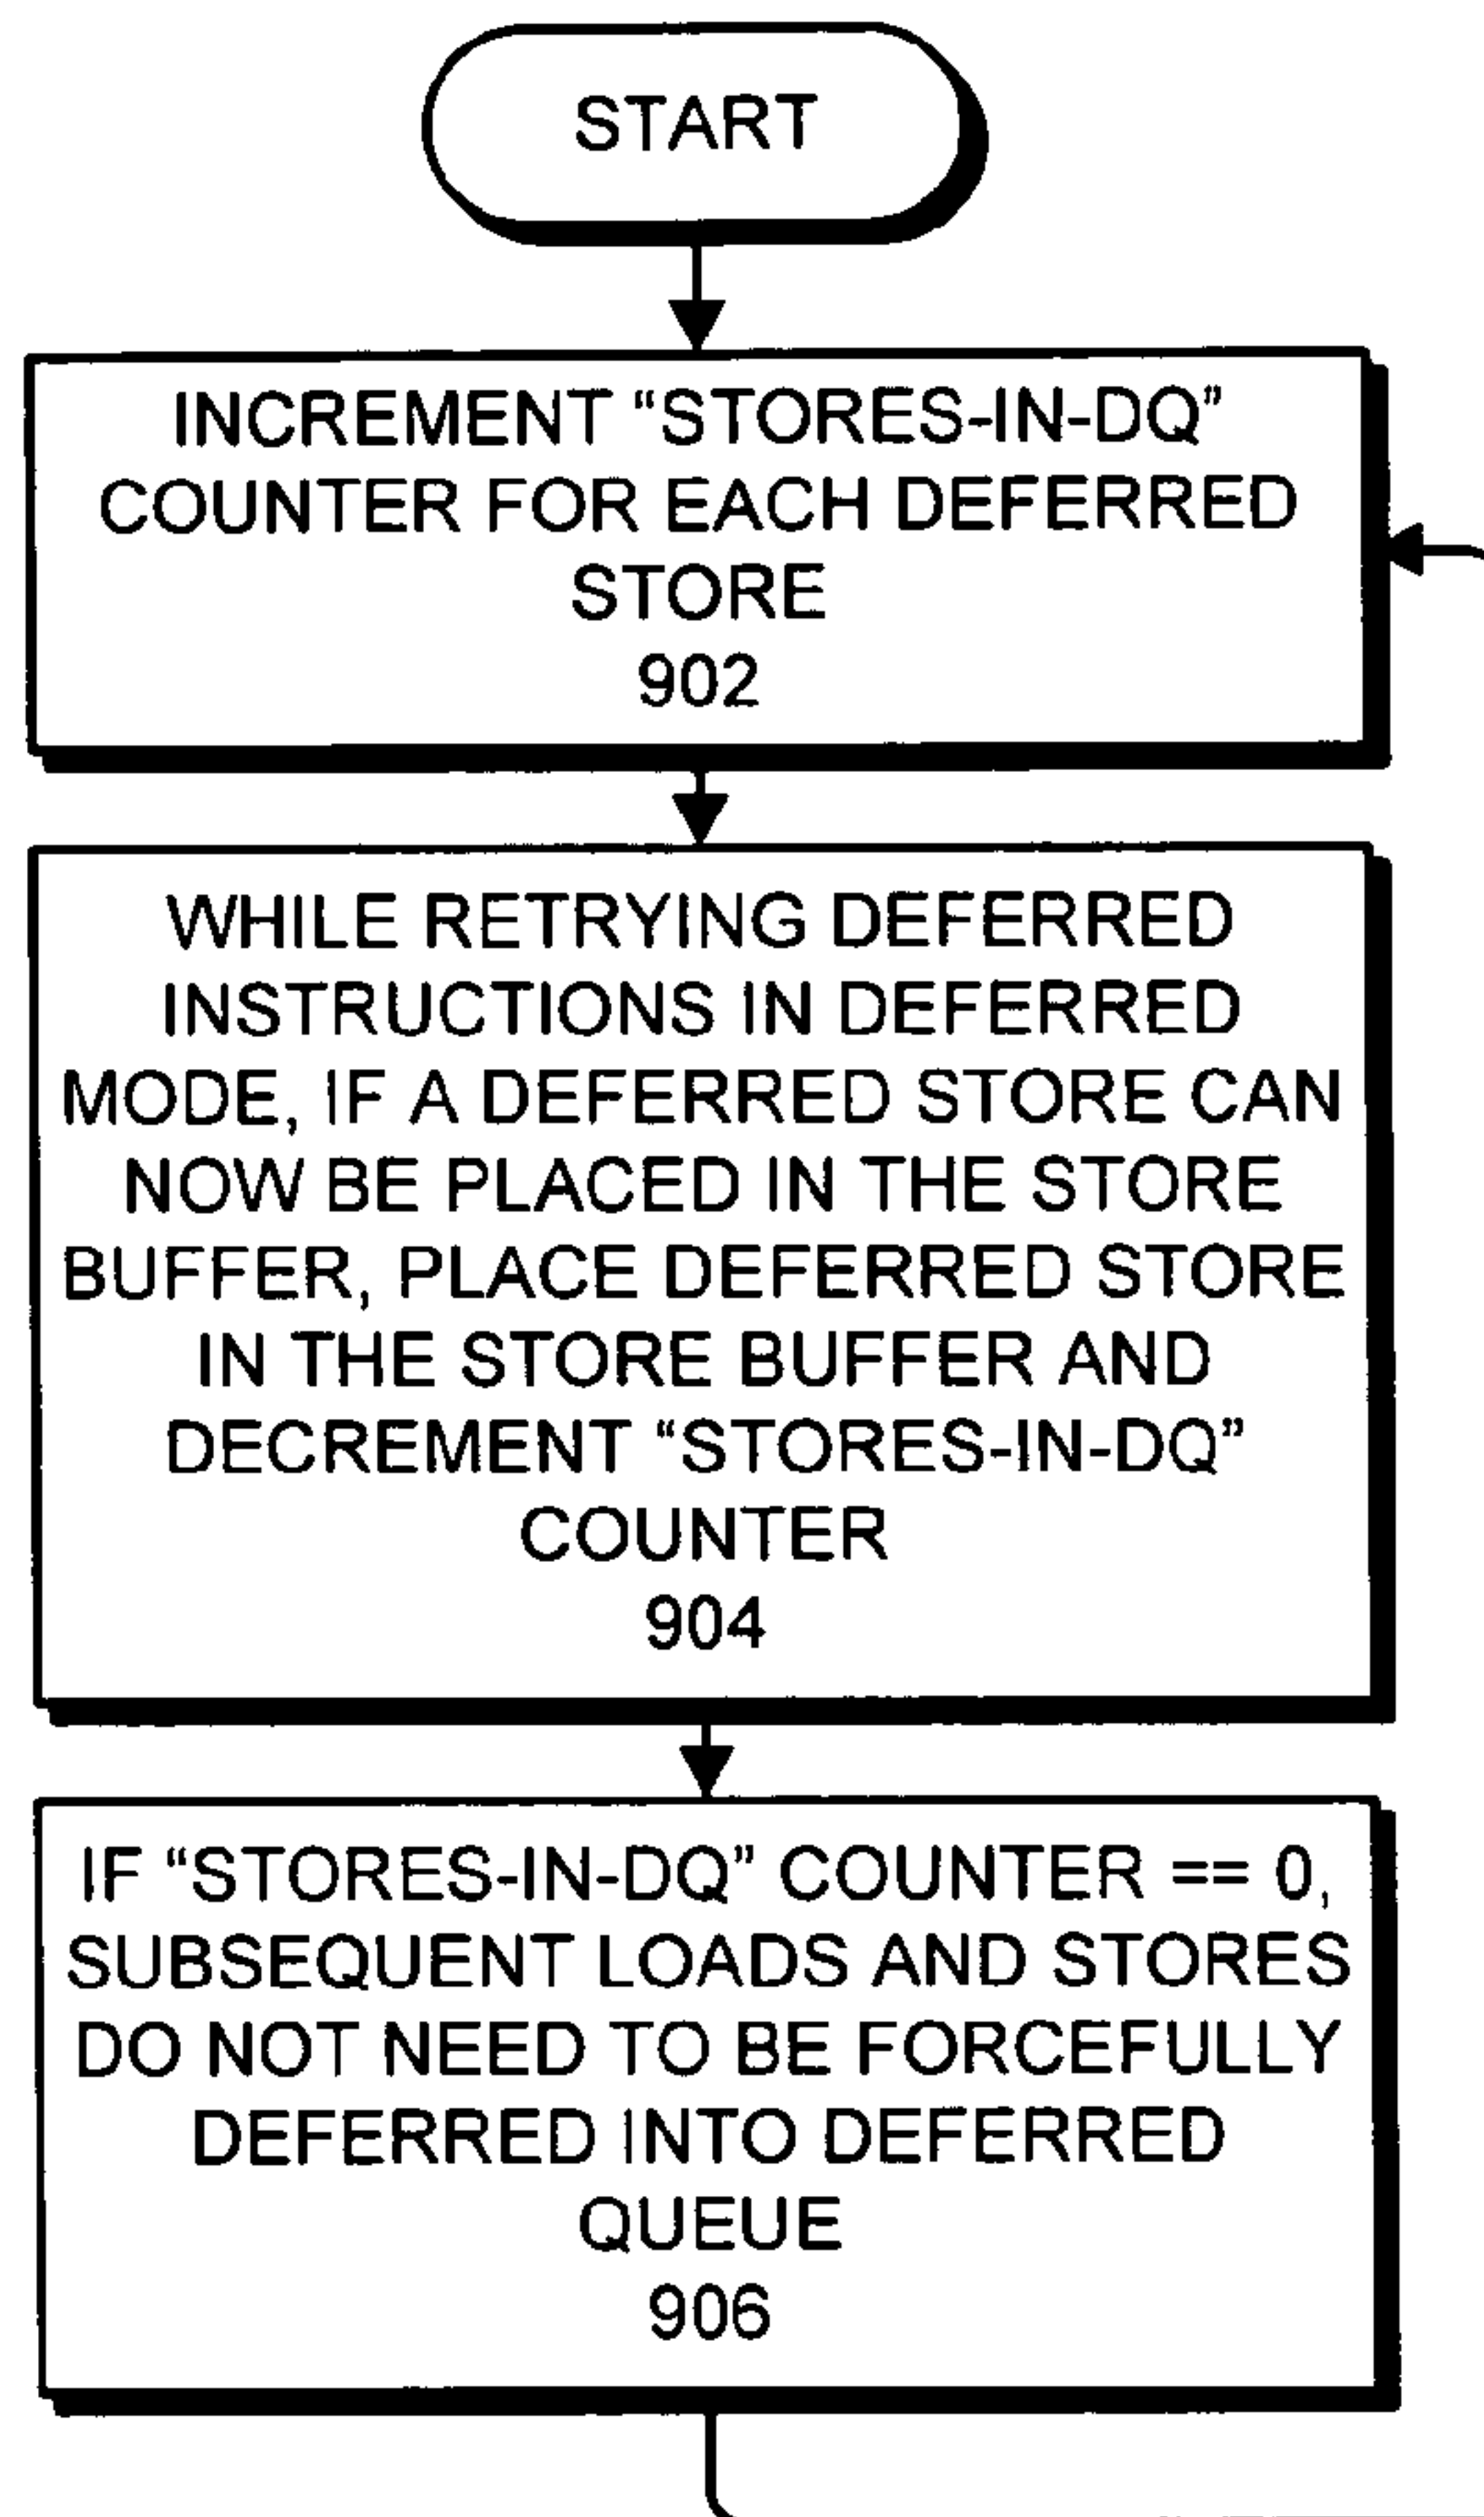 START
INCREMENT “STORES-IN-DQ”
COUNTER FOR EACH DEFERRED
STORE
902
WHILE RETRYING DEFERRED
INSTRUCTIONS IN DEFERRED
MODE, IF A DEFERRED STORE CAN
NOW BE PLACED IN THE STORE
BUFFER, PLACE DEFERRED STORE
IN THE STORE BUFFER AND
DECREMENT “STORES-IN-DQ”
COUNTER
904
IF “STORES-IN-DQ” COUNTER == 0,
SUBSEQUENT LOADS AND STORES
DO NOT NEED TO BE FORCEFULLY
DEFERRED INTO DEFERRED
QUEUE
906